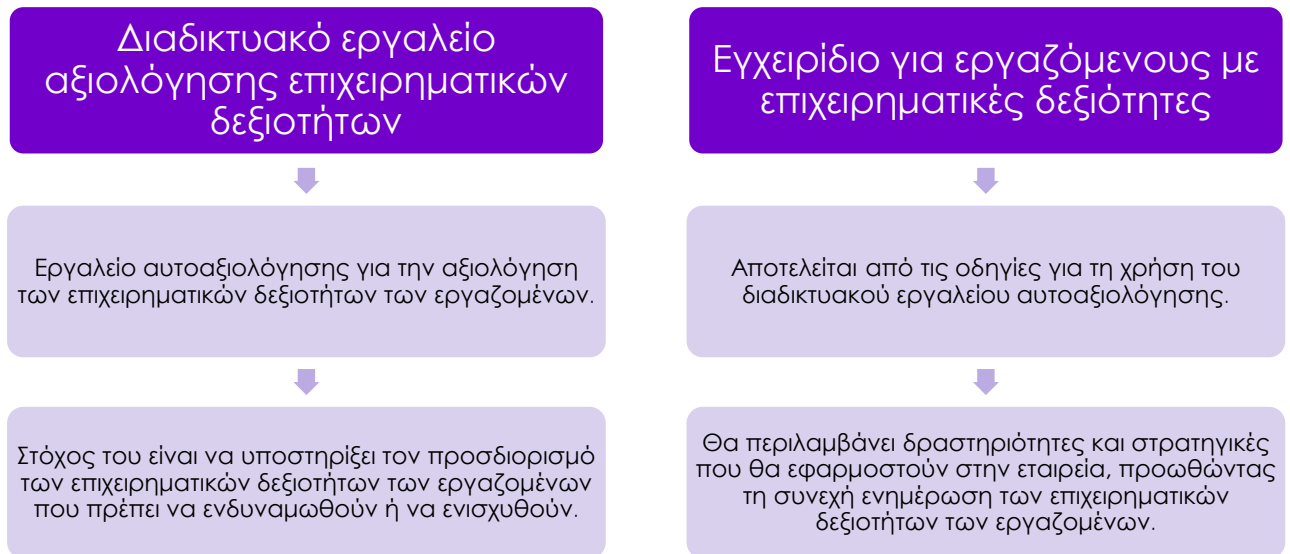 Διαδικτυακό εργαλείο
αξιολόγησης επιχειρηματικών
δεξιοτήτων
Εργαλείο αυτοαξιολόγησης για την αξιολόγηση
των επιχειρηματικών δεξιοτήτων των εργαζομένων.
Στόχος του είναι να υποστηρίξει τον προσδιορισμό
των επιχειρηματικών δεξιοτήτων των εργαζομένων
που πρέπει να ενδυναμωθούν ή να ενισχυθούν.
Εγχειρίδιο για εργαζόμενους με
επιχειρηματικές δεξιότητες
Αποτελείται από τις οδηγίες για τη χρήση του
διαδικτυακού εργαλείου αυτοαξιολόγησης.
Θα περιλαμβάνει δραστηριότητες και στρατηγικές
που θα εφαρμοστούν στην εταιρεία, προωθώντας
τη συνεχή ενημέρωση των επιχειρηματικών
δεξιοτήτων των εργαζομένων.